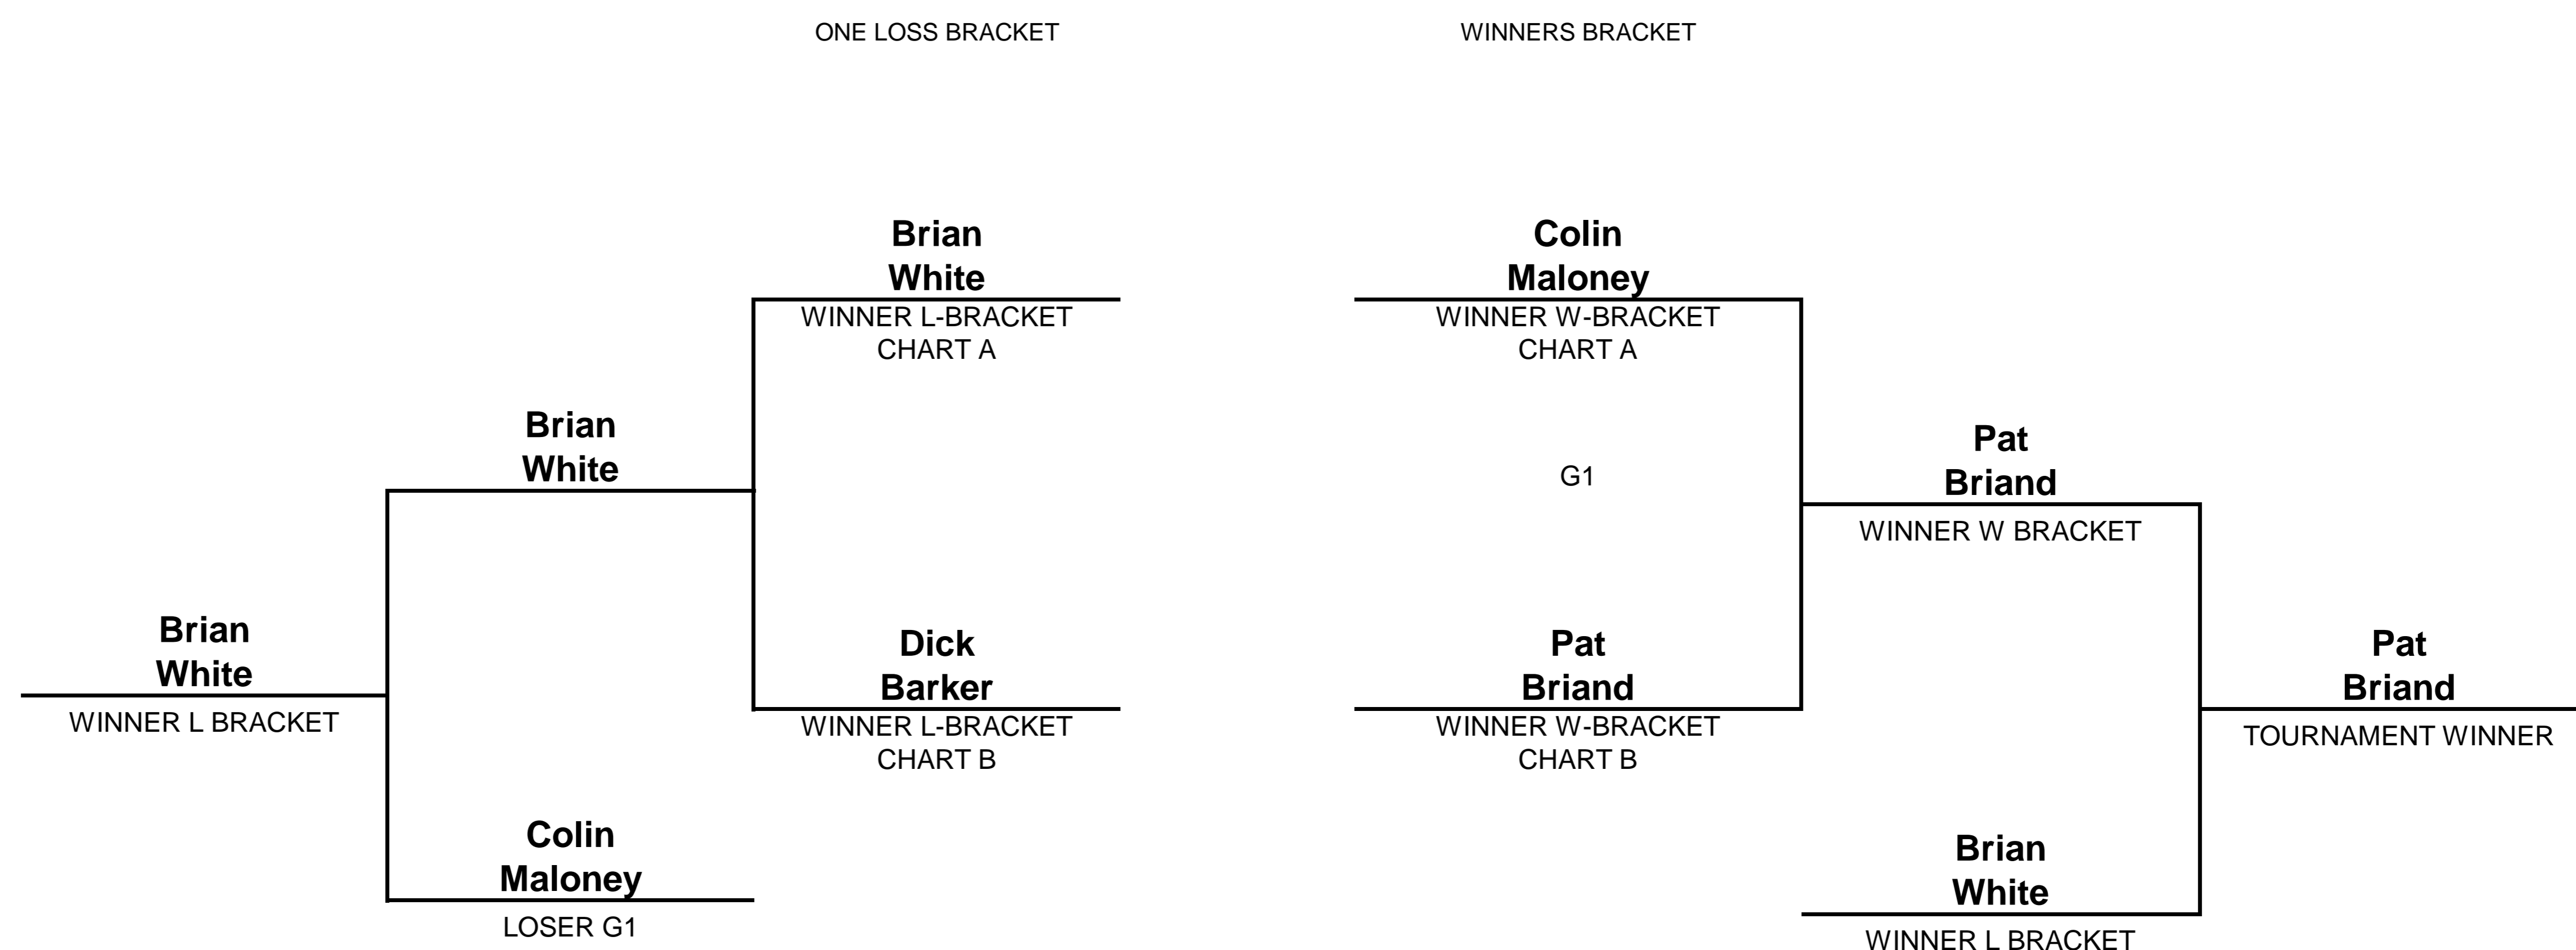 ONE LOSS BRACKET
WINNERS BRACKET
Brian
White
WINNER L-BRACKET
CHART A
Colin
Maloney
WINNER W-BRACKET
CHART A
Brian
White
G1
Pat
Briand
WINNER W BRACKET
Brian
White
WINNER L BRACKET
Dick
Barker
WINNER L-BRACKET
CHART B
Pat
Briand
WINNER W-BRACKET
CHART B
Pat
Briand
TOURNAMENT WINNER
Colin
Maloney
LOSER G1
Brian
White
WINNER L BRACKET